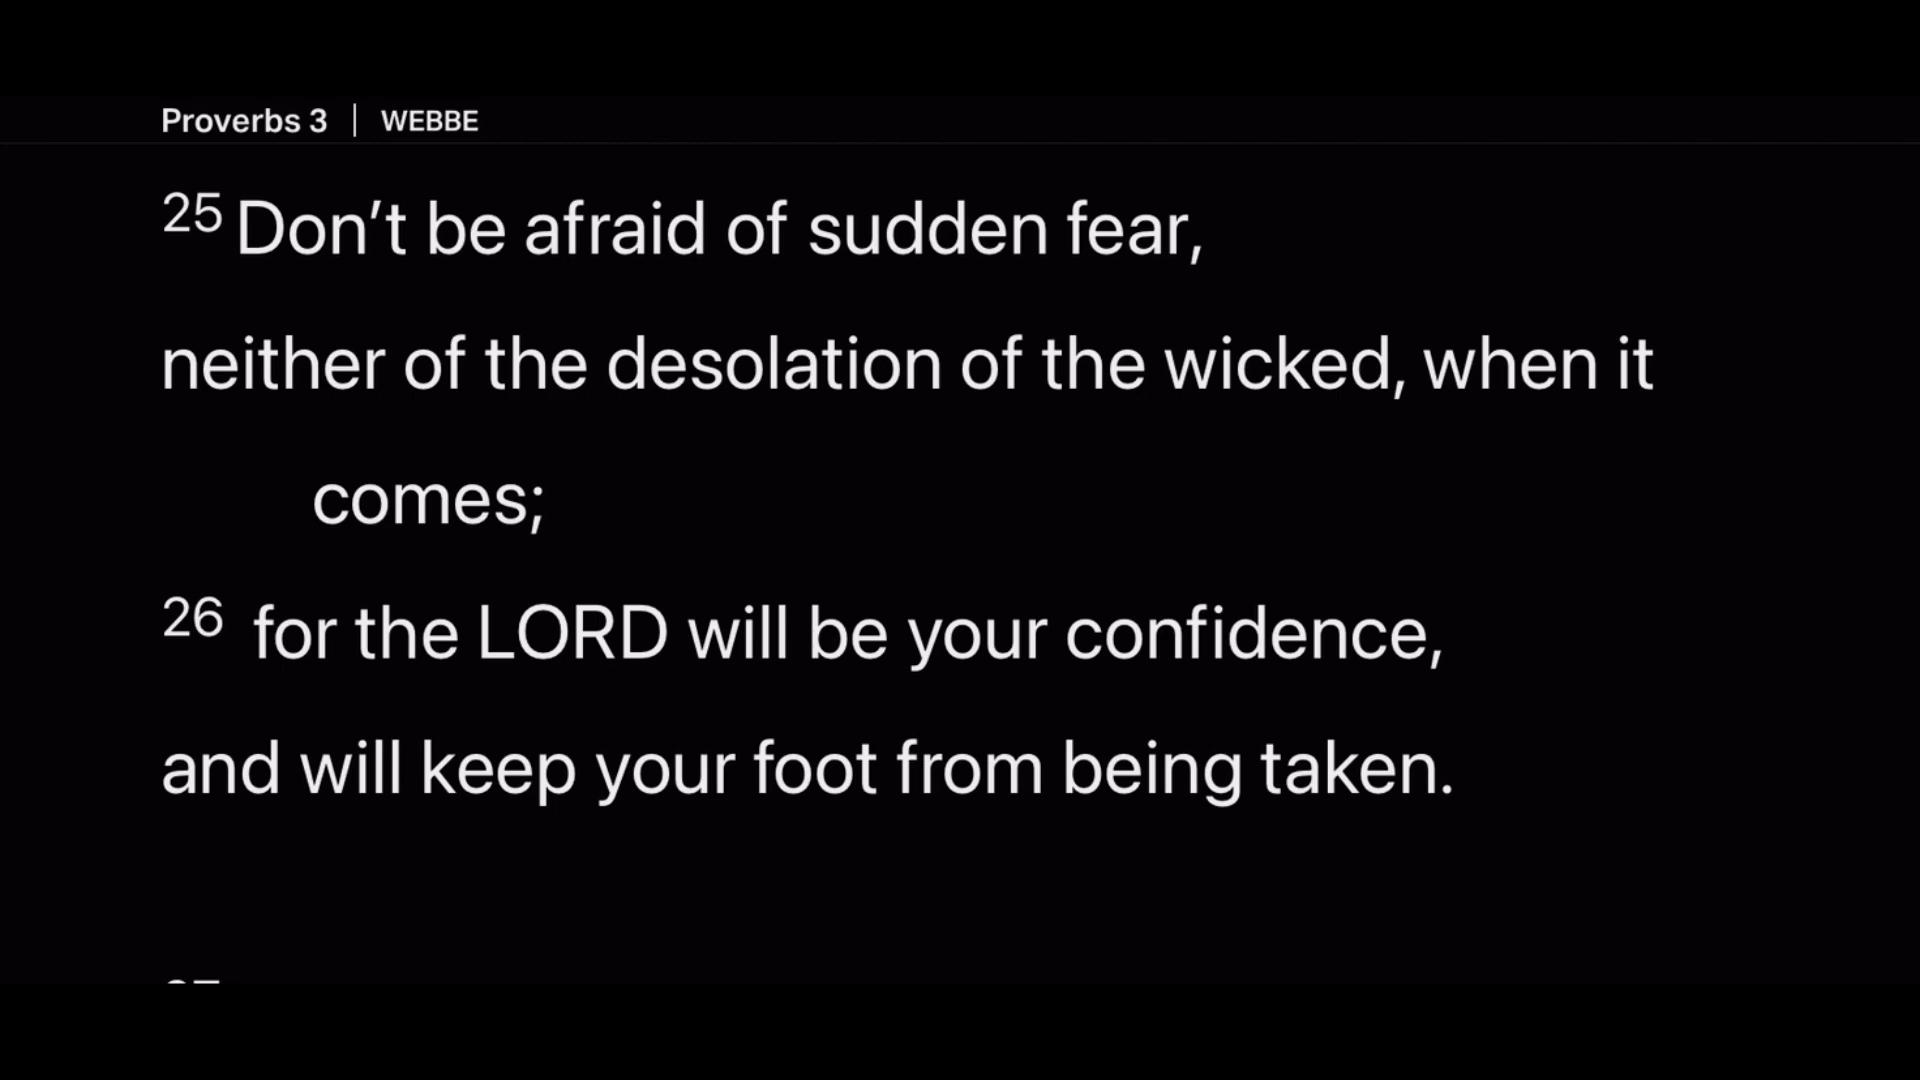 Proverbs 3 | WEBBE
25 Don’t be afraid of sudden fear,
neither of the desolation of the wicked, when it
comes;
26 for the LORD will be your confidence,
and will keep your foot from being taken.